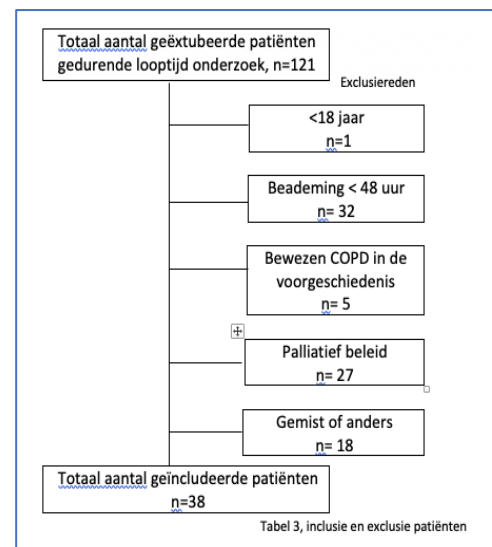 Totaal aantal geëxtubeerde patiënten
gedurende looptijd onderzoek, n=121
Exclusiereden
<18 jaar
n=1
Beademing < 48 uur
n= 32
Bewezen COPD in de
voorgeschiedenis
n= 5
Palliatief beleid
n= 27
Gemist of anders
n= 18
Totaal aantal geïncludeerde patiënten
n=38
Tabel 3, inclusie en exclusie patiënten